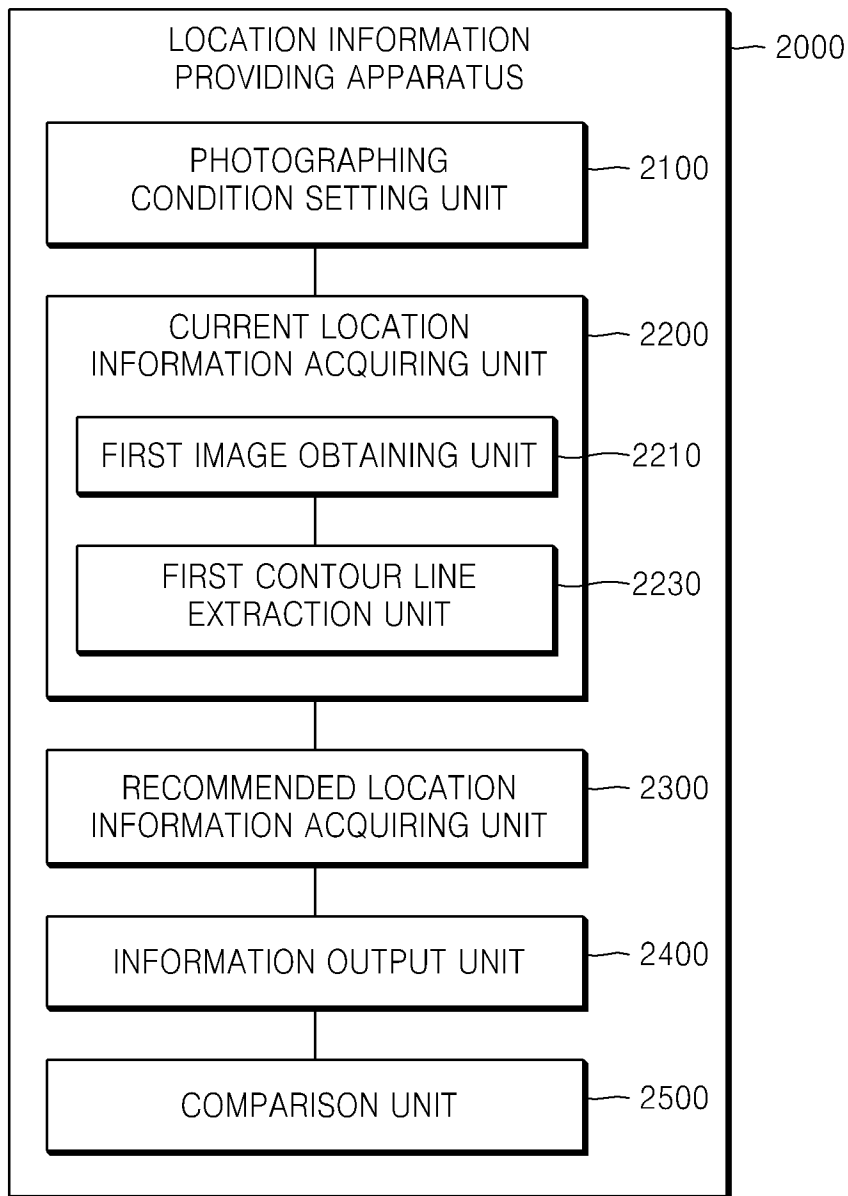 LOCATION INFORMATION
PROVIDING APPARATUS
2000
PHOTOGRAPHING
CONDITION SETTING UNIT
2100
CURRENT LOCATION
INFORMATION ACQUIRING UNIT
2200
FIRST IMAGE OBTAINING UNIT
2210
FIRST CONTOUR LINE
EXTRACTION UNIT
2230
RECOMMENDED LOCATION
INFORMATION ACQUIRING UNIT
2300
INFORMATION OUTPUT UNIT
2400
COMPARISON UNIT
2500